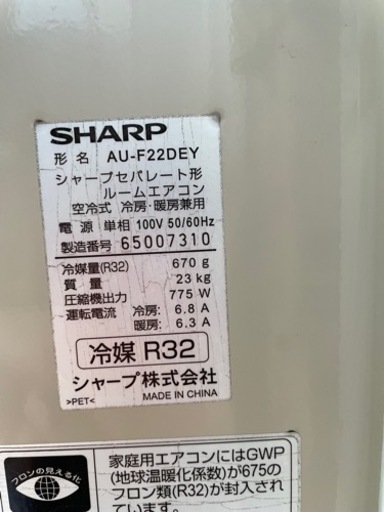 SHARP
形 名 AU-F22DEY
シャープセパレート形
ルームエアコン
空冷式 冷房・暖房兼用
電 源 単相 100V 50/60Hz
製造番号 65007310
冷媒量(R32) 670 g
質 量 23 kg
圧縮機出力 775 W
運転電流 冷房: 6.8 A
暖房: 6.3 A
冷媒 R32
シャープ株式会社
>PET< MADE IN CHINA
フロンの見える化
家庭用エアコンにはGWP
(地球温暖化係数)が675の
フロン類(R32)が封入され
ています。